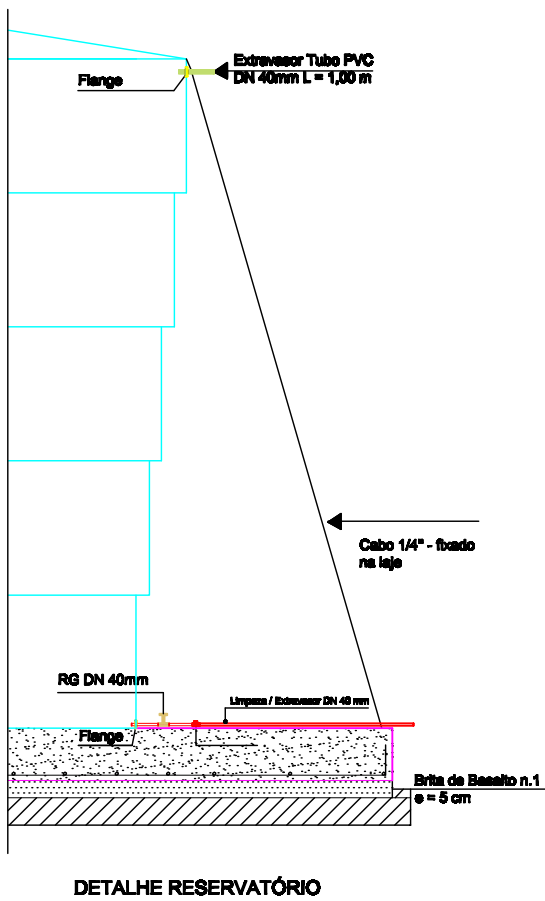 Extravasor Tubo PVC
DN 40mm L = 1,00 m
Flange
Cabo 1/4" - fixado
na laje
RG DN 40mm
Limpeza / Extravasor DN 40 mm
Flange
Brita de Basalto n.1
e = 5 cm
DETALHE RESERVATÓRIO